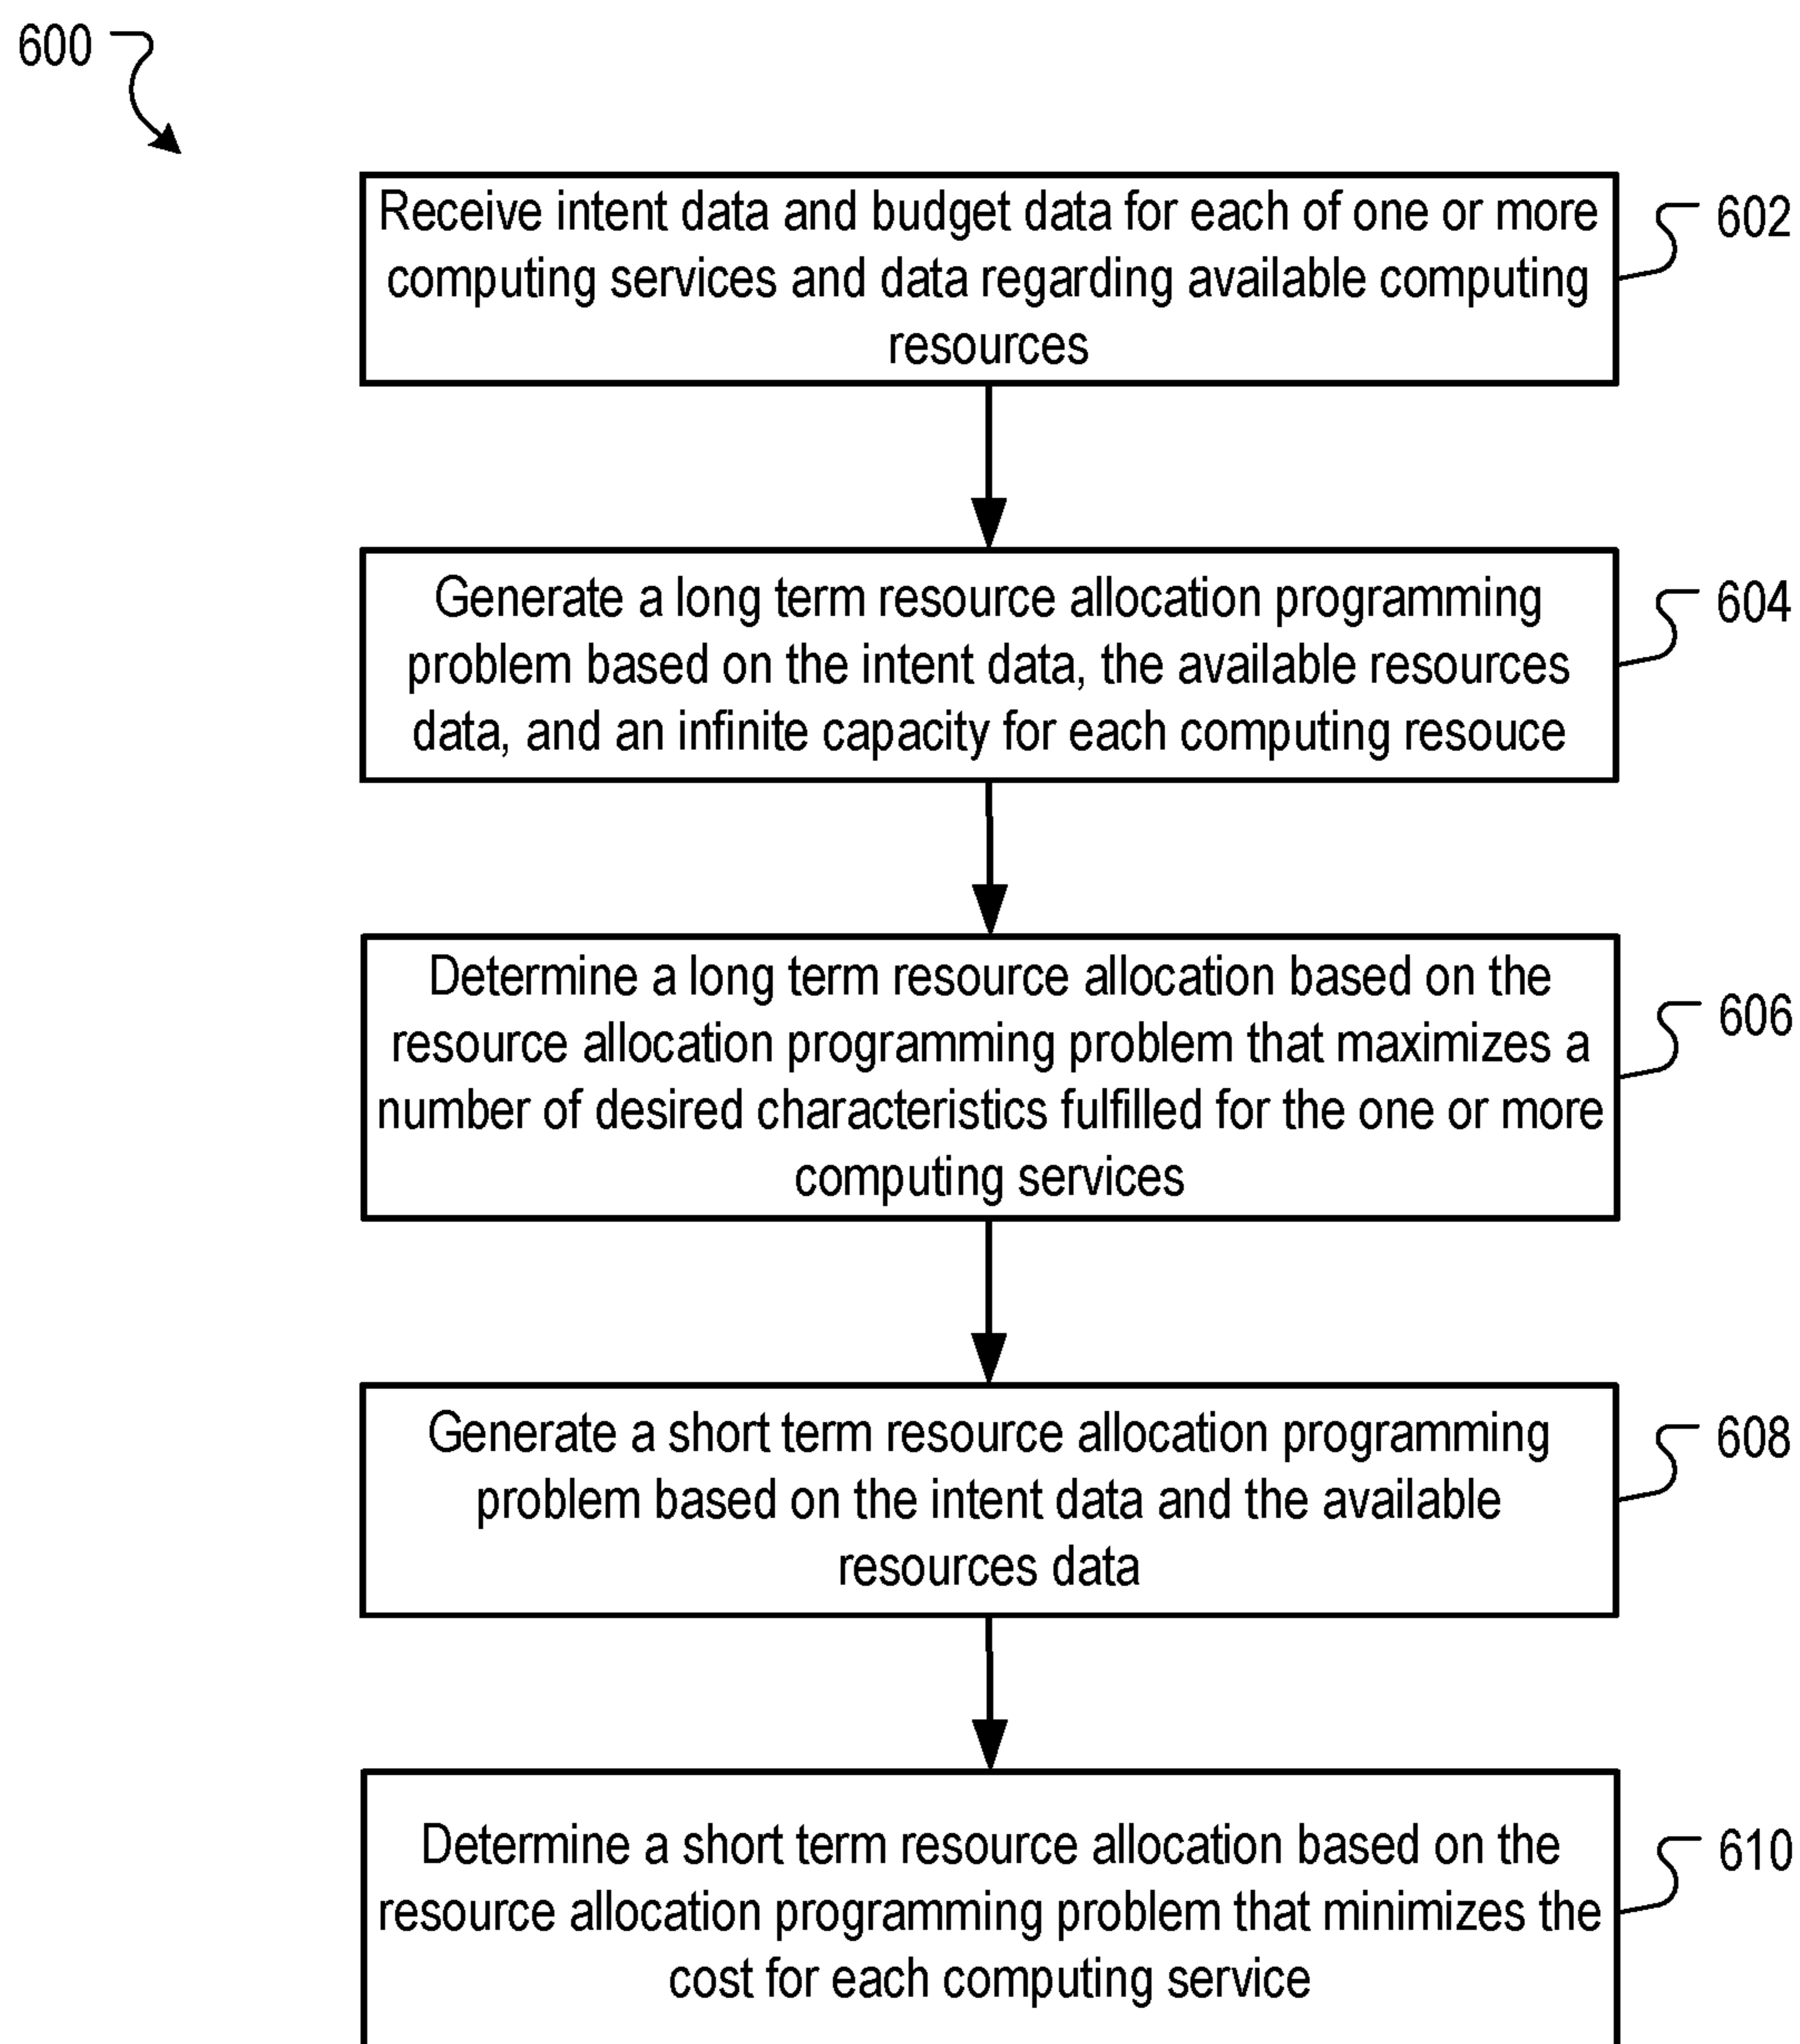 600
Receive intent data and budget data for each of one or more
computing services and data regarding available computing
resources
602
Generate a long term resource allocation programming
problem based on the intent data, the available resources
data, and an infinite capacity for each computing resouce
604
Determine a long term resource allocation based on the
resource allocation programming problem that maximizes a
number of desired characteristics fulfilled for the one or more
computing services
606
Generate a short term resource allocation programming
problem based on the intent data and the available
resources data
608
Determine a short term resource allocation based on the
resource allocation programming problem that minimizes the
cost for each computing service
610